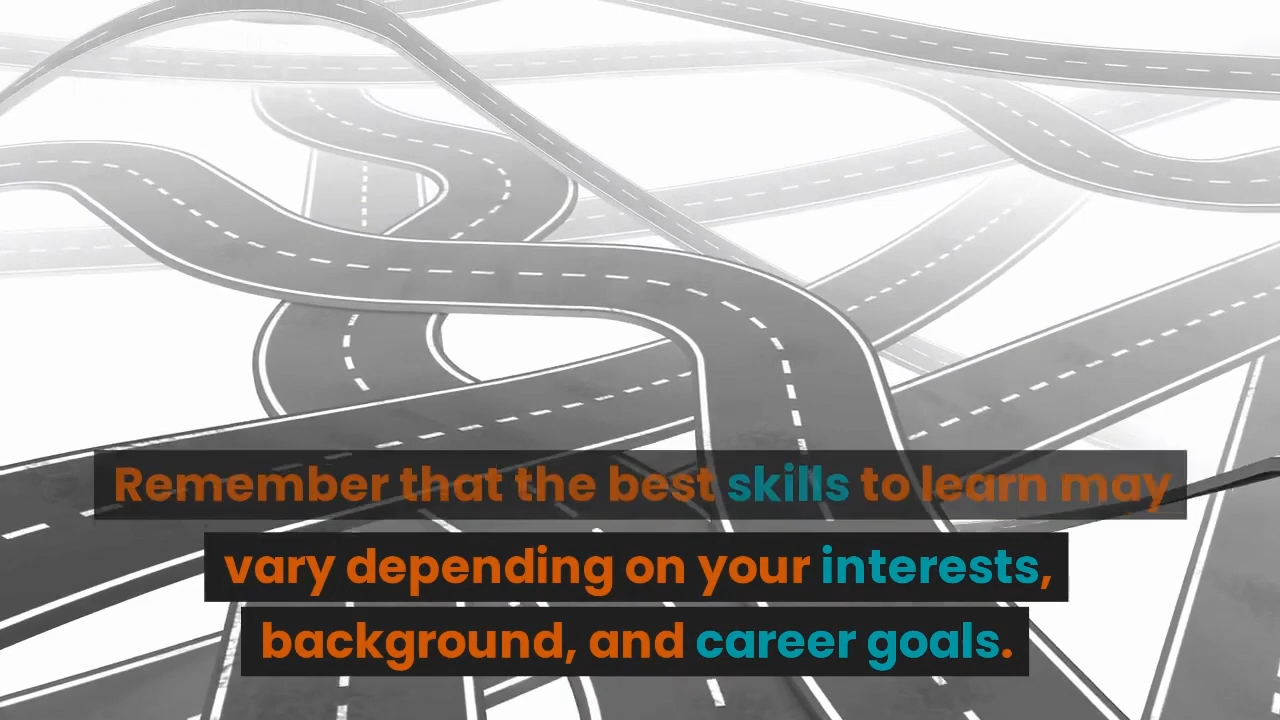 Remember that the best skills to learn may
vary depending on your interests,
background, and career goals.